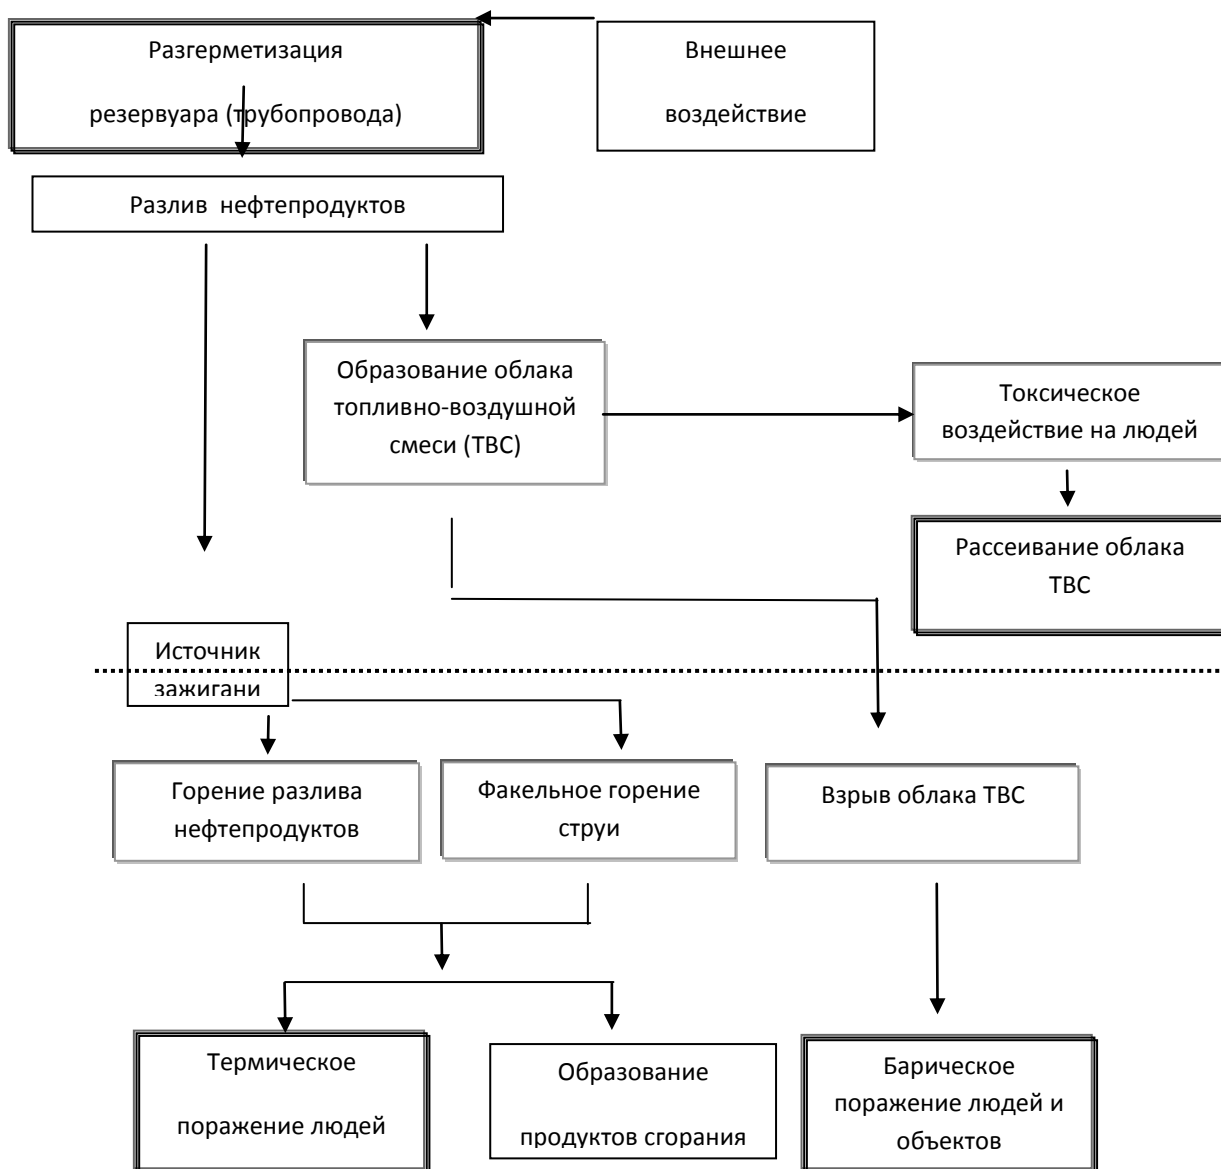 Разгерметизация
резервуара (трубопровода)
Внешнее
воздействие
Разлив нефтепродуктов
Образование облака
топливно-воздушной
смеси (ТВС)
Токсическое
воздействие на людей
Рассеивание облака
ТВС
Источник
зажигани
Горение разлива
нефтепродуктов
Факельное горение
струи
Взрыв облака ТВС
Термическое
поражение людей
Образование
продуктов сгорания
Барическое
поражение людей и
объектов